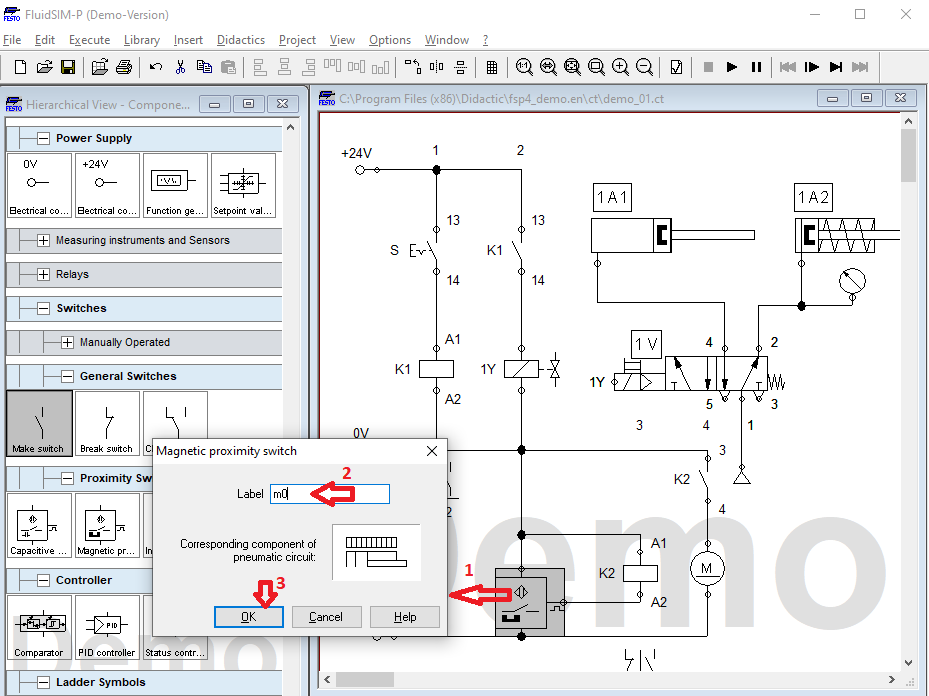 FluidSIM-P (Demo-Version)
File Edit Execute Library Insert Didactics Project View Options Window ?
FESTO Hierarchical View - Compone...
FESTO C:\Program Files (x86)\Didactic\fsp4_demo.en\ct\demo_01.ct
Power Supply
0V +24V
Electrical co... Electrical co... Function ge... Setpoint val...
Measuring instruments and Sensors
Relays
Switches
Manually Operated
General Switches
Make switch Break switch
Proximity Sw
Capacitive ... Magnetic pr...
Controller
PID
Comparator PID controller Status contr...
Ladder Symbols
+24V 1 2
13 13
S K1
14 14
A1
K1 1Y
A2
0V
1A1 1A2
1V
4 2
1Y
5 3
3 4 1
3
K2
4
M
A1
K2
A2
2
Magnetic proximity switch
Label m0 2
Corresponding component of
pneumatic circuit:
1
3
OK Cancel Help
Demo
Demo